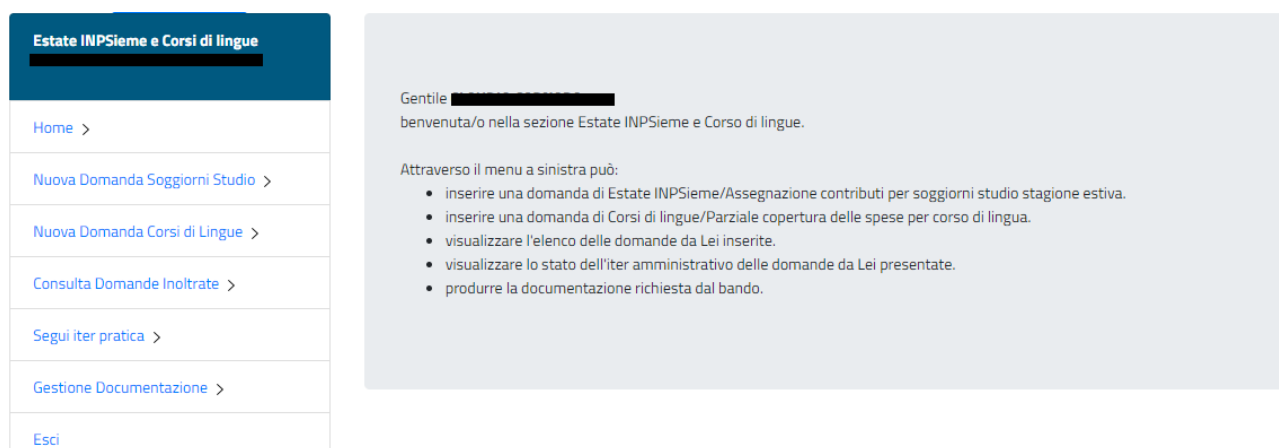 Estate INPSieme e Corsi di lingue
Home >
Nuova Domanda Soggiorni Studio >
Nuova Domanda Corsi di Lingue >
Consulta Domande Inoltrate >
Segui iter pratica >
Gestione Documentazione >
Esci
Gentile
benvenuta/o nella sezione Estate INPSieme e Corso di lingue.
Attraverso il menu a sinistra può:
• inserire una domanda di Estate INPSieme/Assegnazione contributi per soggiorni studio stagione estiva.
• inserire una domanda di Corsi di lingue/Parziale copertura delle spese per corso di lingua.
• visualizzare l'elenco delle domande da Lei inserite.
• visualizzare lo stato dell'iter amministrativo delle domande da Lei presentate.
• produrre la documentazione richiesta dal bando.